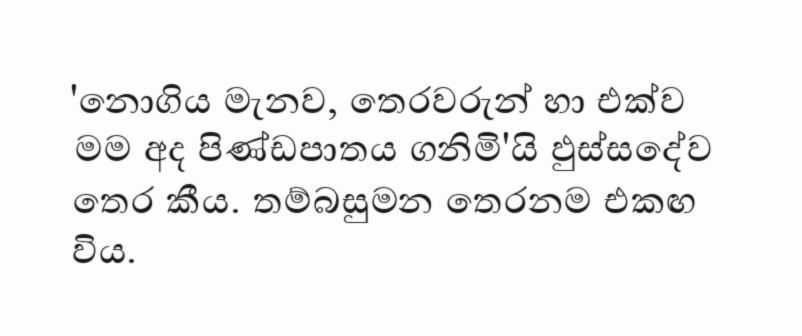 'නොගිය මැනව, තෙරවරුන් හා එක්ව
මම අද පිණ්ඩපාතය ගනිමි'යි ඵුස්සදේව
තෙර කීය. තම්බසුමන තෙරනම එකඟ
විය.